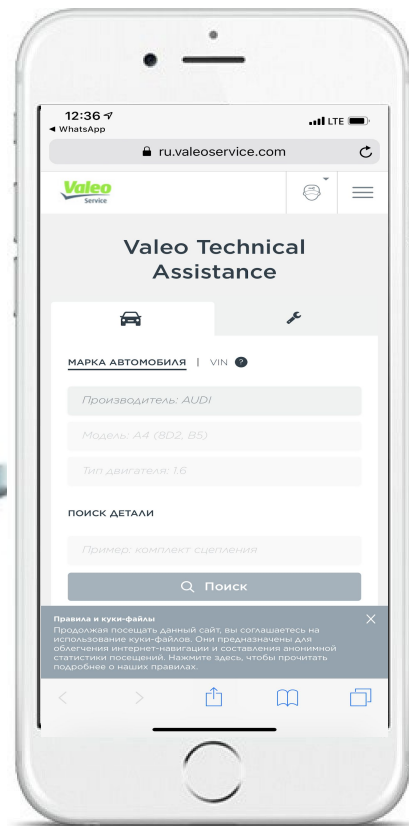 12:36
LTE
◄ WhatsApp
ru.valeoservice.com
Valeo
Service
Valeo Technical
Assistance
МАРКА АВТОМОБИЛЯ | VIN ?
Производитель: AUDI
Модель: A4 (8D2, B5)
Тип двигателя: 1.6
ПОИСК ДЕТАЛИ
Пример: комплект сцепления
Поиск
Правила и куки-файлы
Продолжая посещать данный сайт, вы соглашаетесь на
использование куки-файлов. Они предназначены для
облегчения интернет-навигации и составления анонимной
статистики посещений. Нажмите здесь, чтобы прочитать
подробнее о наших правилах.